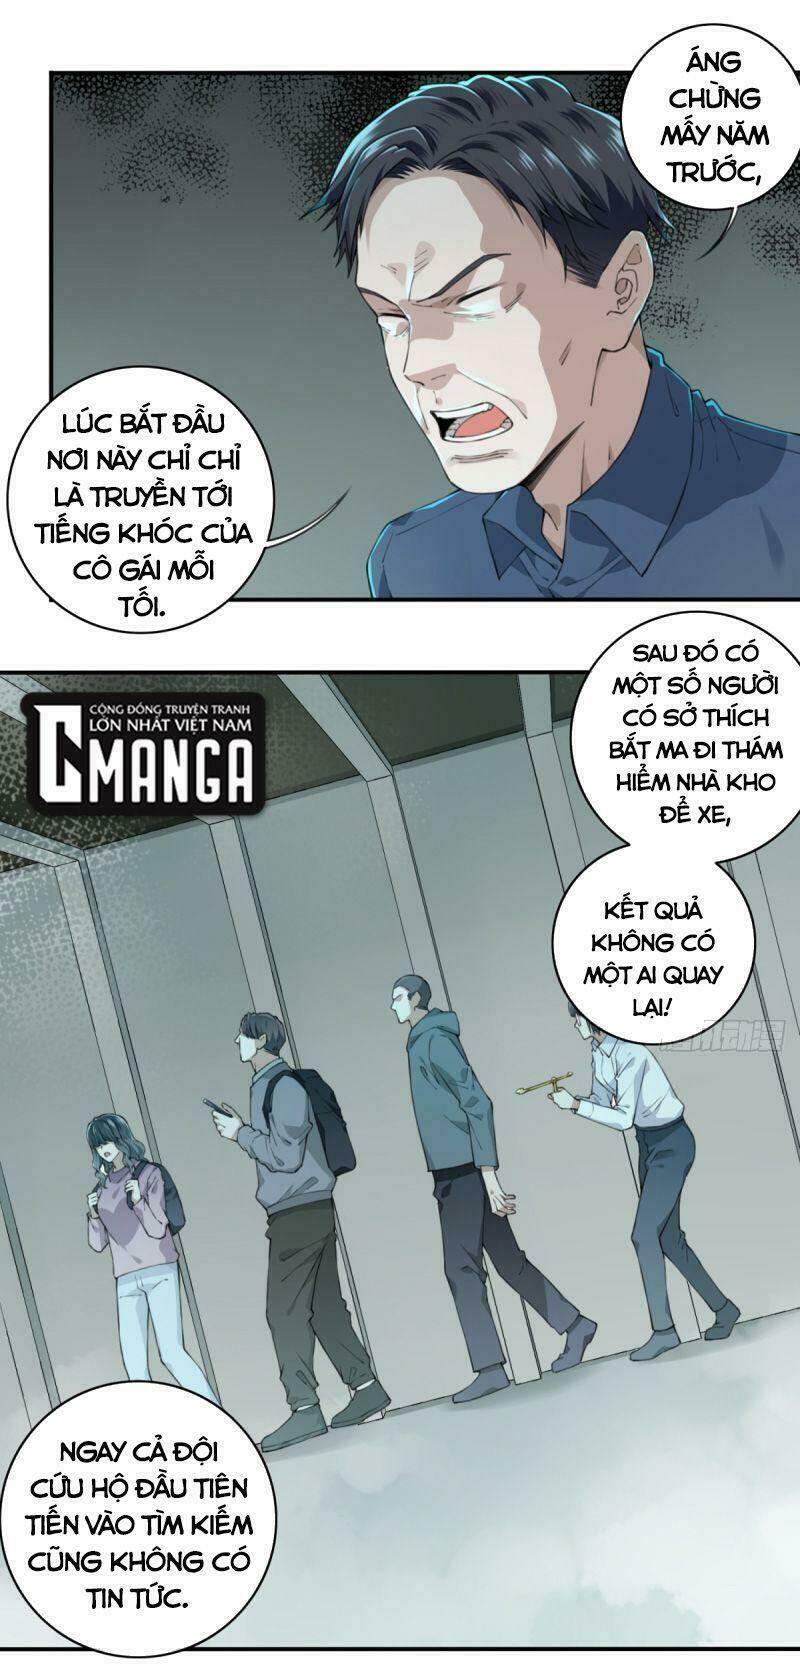 ÁNG
CHỪNG
MẤY NĂM
TRƯỚC,
LÚC BẮT ĐẦU
NƠI NÀY CHỈ CHỈ
LÀ TRUYỀN TỚI
TIẾNG KHÓC CỦA
CÔ GÁI MỖI
TỐI.
SAU ĐÓ CÓ
MỘT SỐ NGƯỜI
CÓ SỞ THÍCH
BẮT MA ĐI THÁM
HIỂM NHÀ KHO
ĐỂ XE,
CỘNG ĐỒNG TRUYỆN TRANH
LỚN NHẤT VIỆT NAM
CMANGA
KẾT QUẢ
KHÔNG CÓ
MỘT AI QUAY
LẠI!
NGAY CẢ ĐỘI
CỨU HỘ ĐẦU TIÊN
TIẾN VÀO TÌM KIẾM
CŨNG KHÔNG CÓ
TIN TỨC.